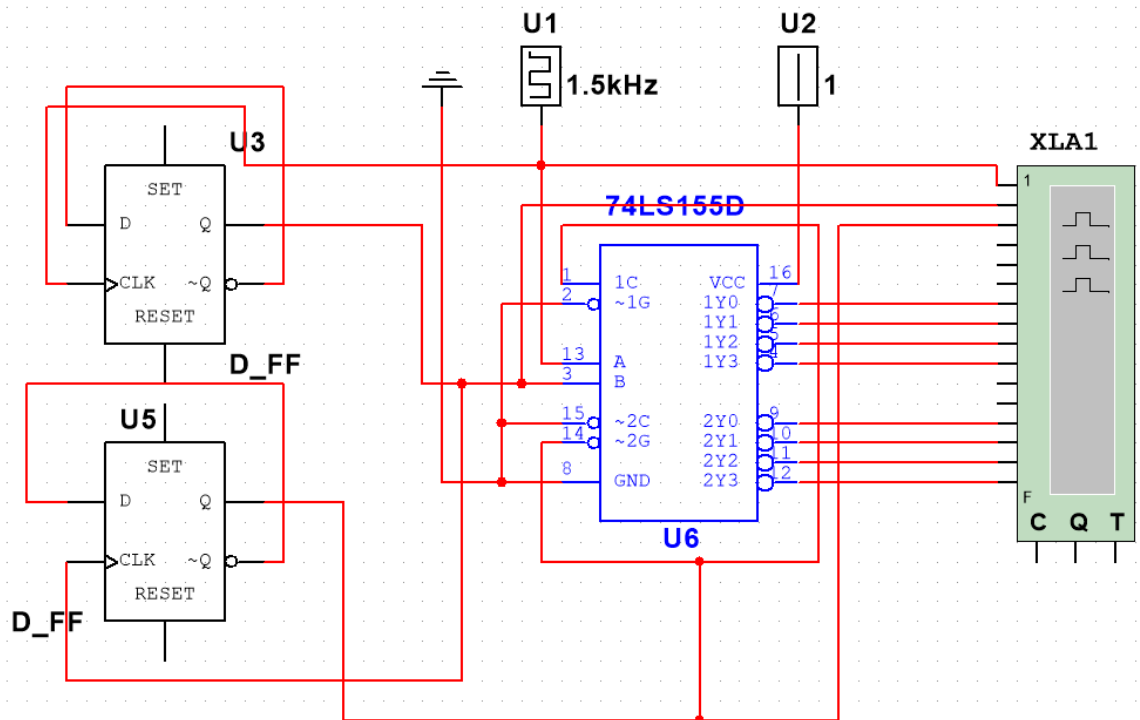 U1
U2
1.5kHz
1
U3
SET
D Q
CLK ~Q
RESET
D_FF
U5
SET
D Q
CLK ~Q
RESET
D_FF
74LS155D
1 1C VCC 16
2 ~1G 1Y0 7
1Y1 6
1Y2 5
13 A 1Y3 4
3 B
15 ~2C 2Y0 9
14 ~2G 2Y1 10
2Y2 11
8 GND 2Y3 12
U6
XLA1
1
F
C Q T